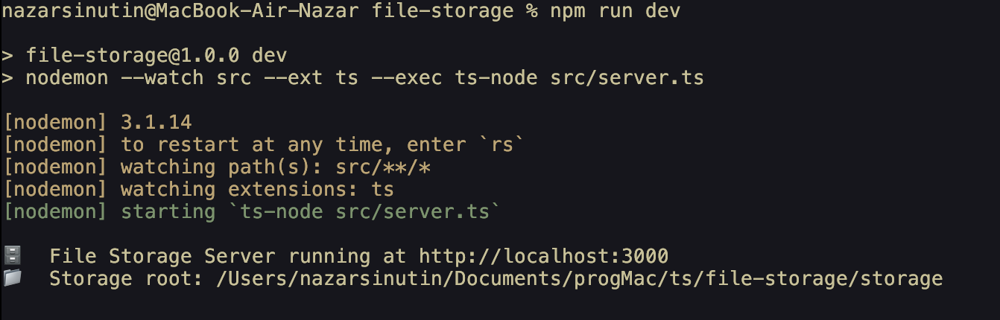 nazarsinutin@MacBook-Air-Nazar file-storage % npm run dev
> file-storage@1.0.0 dev
> nodemon --watch src --ext ts --exec ts-node src/server.ts
[nodemon] 3.1.14
[nodemon] to restart at any time, enter `rs`
[nodemon] watching path(s): src/**/*
[nodemon] watching extensions: ts
[nodemon] starting `ts-node src/server.ts`
🗄 File Storage Server running at http://localhost:3000
📁 Storage root: /Users/nazarsinutin/Documents/progMac/ts/file-storage/storage